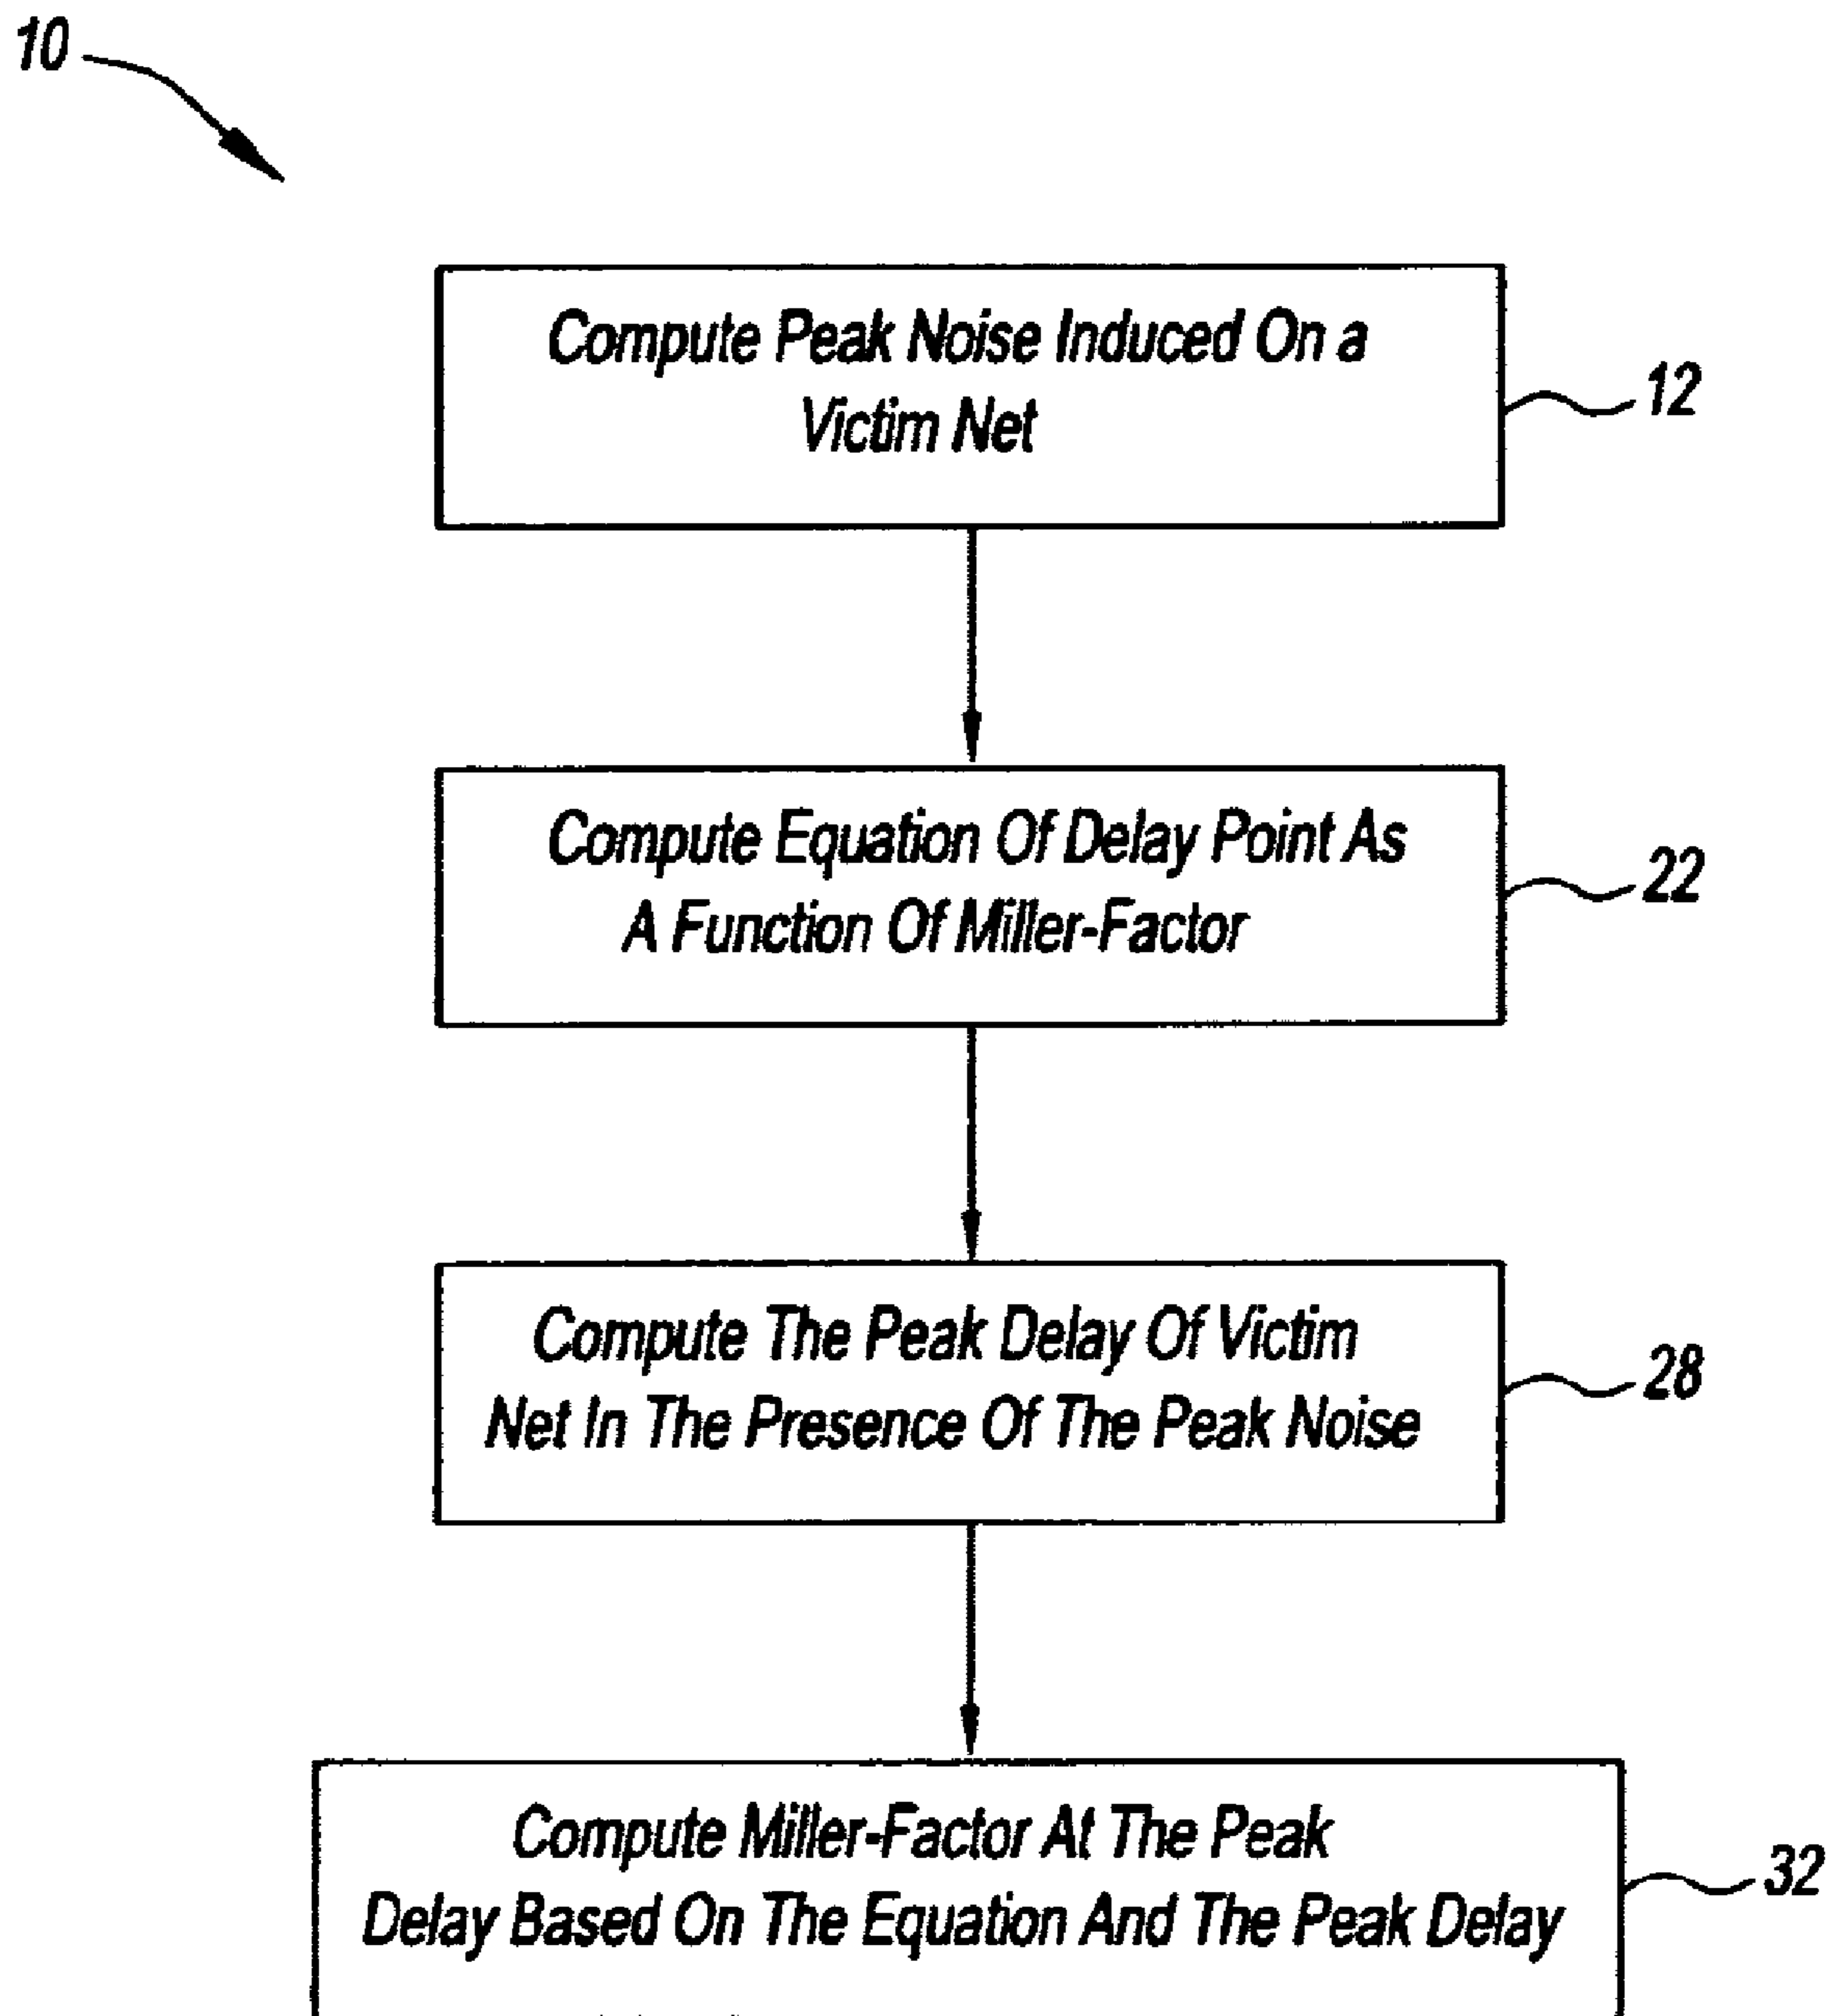 10
Compute Peak Noise Induced On a
Victim Net
12
Compute Equation Of Delay Point As
A Function Of Miller-Factor
22
Compute The Peak Delay Of Victim
Net In The Presence Of The Peak Noise
28
Compute Miller-Factor At The Peak
Delay Based On The Equation And The Peak Delay
32